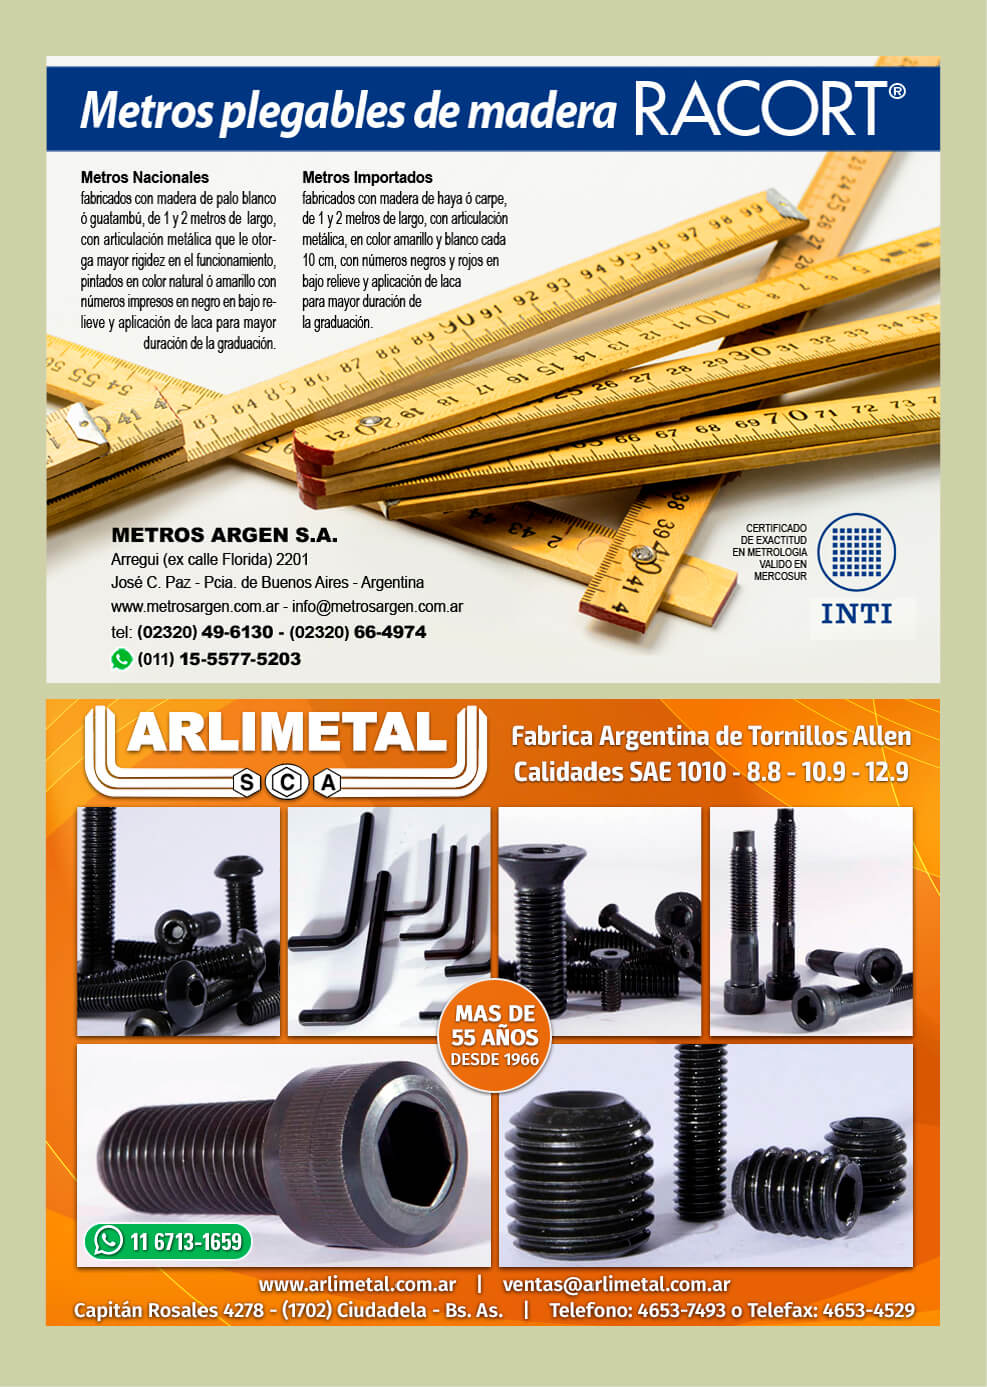 Metros plegables de madera RACORT®
Metros Nacionales
fabricados con madera de palo blanco
ó guatambú, de 1 y 2 metros de largo,
con articulación metálica que le otor-
ga mayor rigidez en el funcionamiento,
pintados en color natural ó amarillo con
números impresos en negro en bajo re-
lieve y aplicación de laca para mayor
duración de la graduación.
Metros Importados
fabricados con madera de haya ó carpe,
de 1 y 2 metros de largo, con articulación
metálica, en color amarillo y blanco cada
10 cm, con números negros y rojos en
bajo relieve y aplicación de laca
para mayor duración de
la graduación.
METROS ARGEN S.A.
Arregui (ex calle Florida) 2201
José C. Paz - Pcia. de Buenos Aires - Argentina
www.metrosargen.com.ar - info@metrosargen.com.ar
tel: (02320) 49-6130 - (02320) 66-4974
(011) 15-5577-5203
CERTIFICADO
DE EXACTITUD
EN METROLOGIA
VALIDO EN
MERCOSUR
INTI
ARLIMETAL
S C A
Fabrica Argentina de Tornillos Allen
Calidades SAE 1010 - 8.8 - 10.9 - 12.9
MAS DE
55 AÑOS
DESDE 1966
11 6713-1659
www.arlimetal.com.ar | ventas@arlimetal.com.ar
Capitán Rosales 4278 - (1702) Ciudadela - Bs. As. | Telefono: 4653-7493 o Telefax: 4653-4529